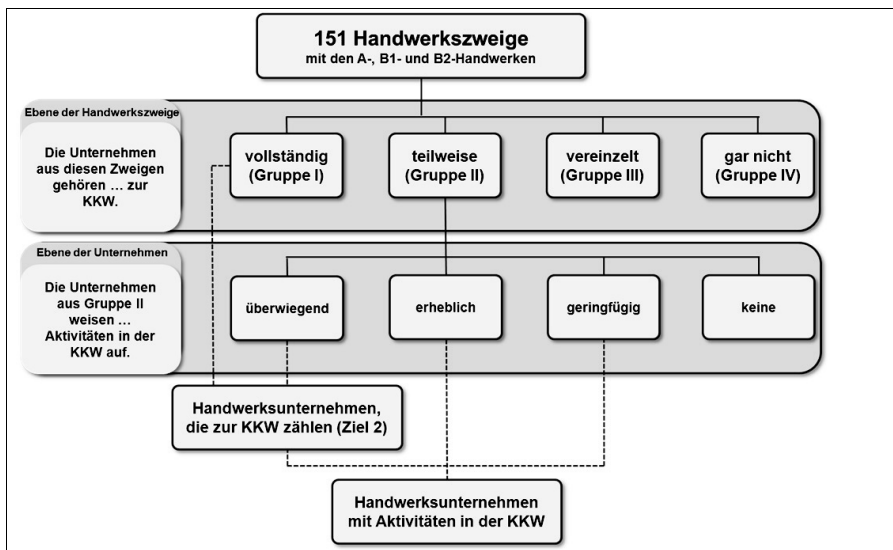 151 Handwerkszweige
mit den A-, B1- und B2-Handwerken
Ebene der Handwerkszweige
Die Unternehmen
aus diesen Zweigen
gehören … zur
KKW.
vollständig
(Gruppe I)
teilweise
(Gruppe II)
vereinzelt
(Gruppe III)
gar nicht
(Gruppe IV)
Ebene der Unternehmen
Die Unternehmen
aus Gruppe II
weisen …
Aktivitäten in der
KKW auf.
überwiegend
erheblich
geringfügig
keine
Handwerksunternehmen,
die zur KKW zählen (Ziel 2)
Handwerksunternehmen
mit Aktivitäten in der KKW